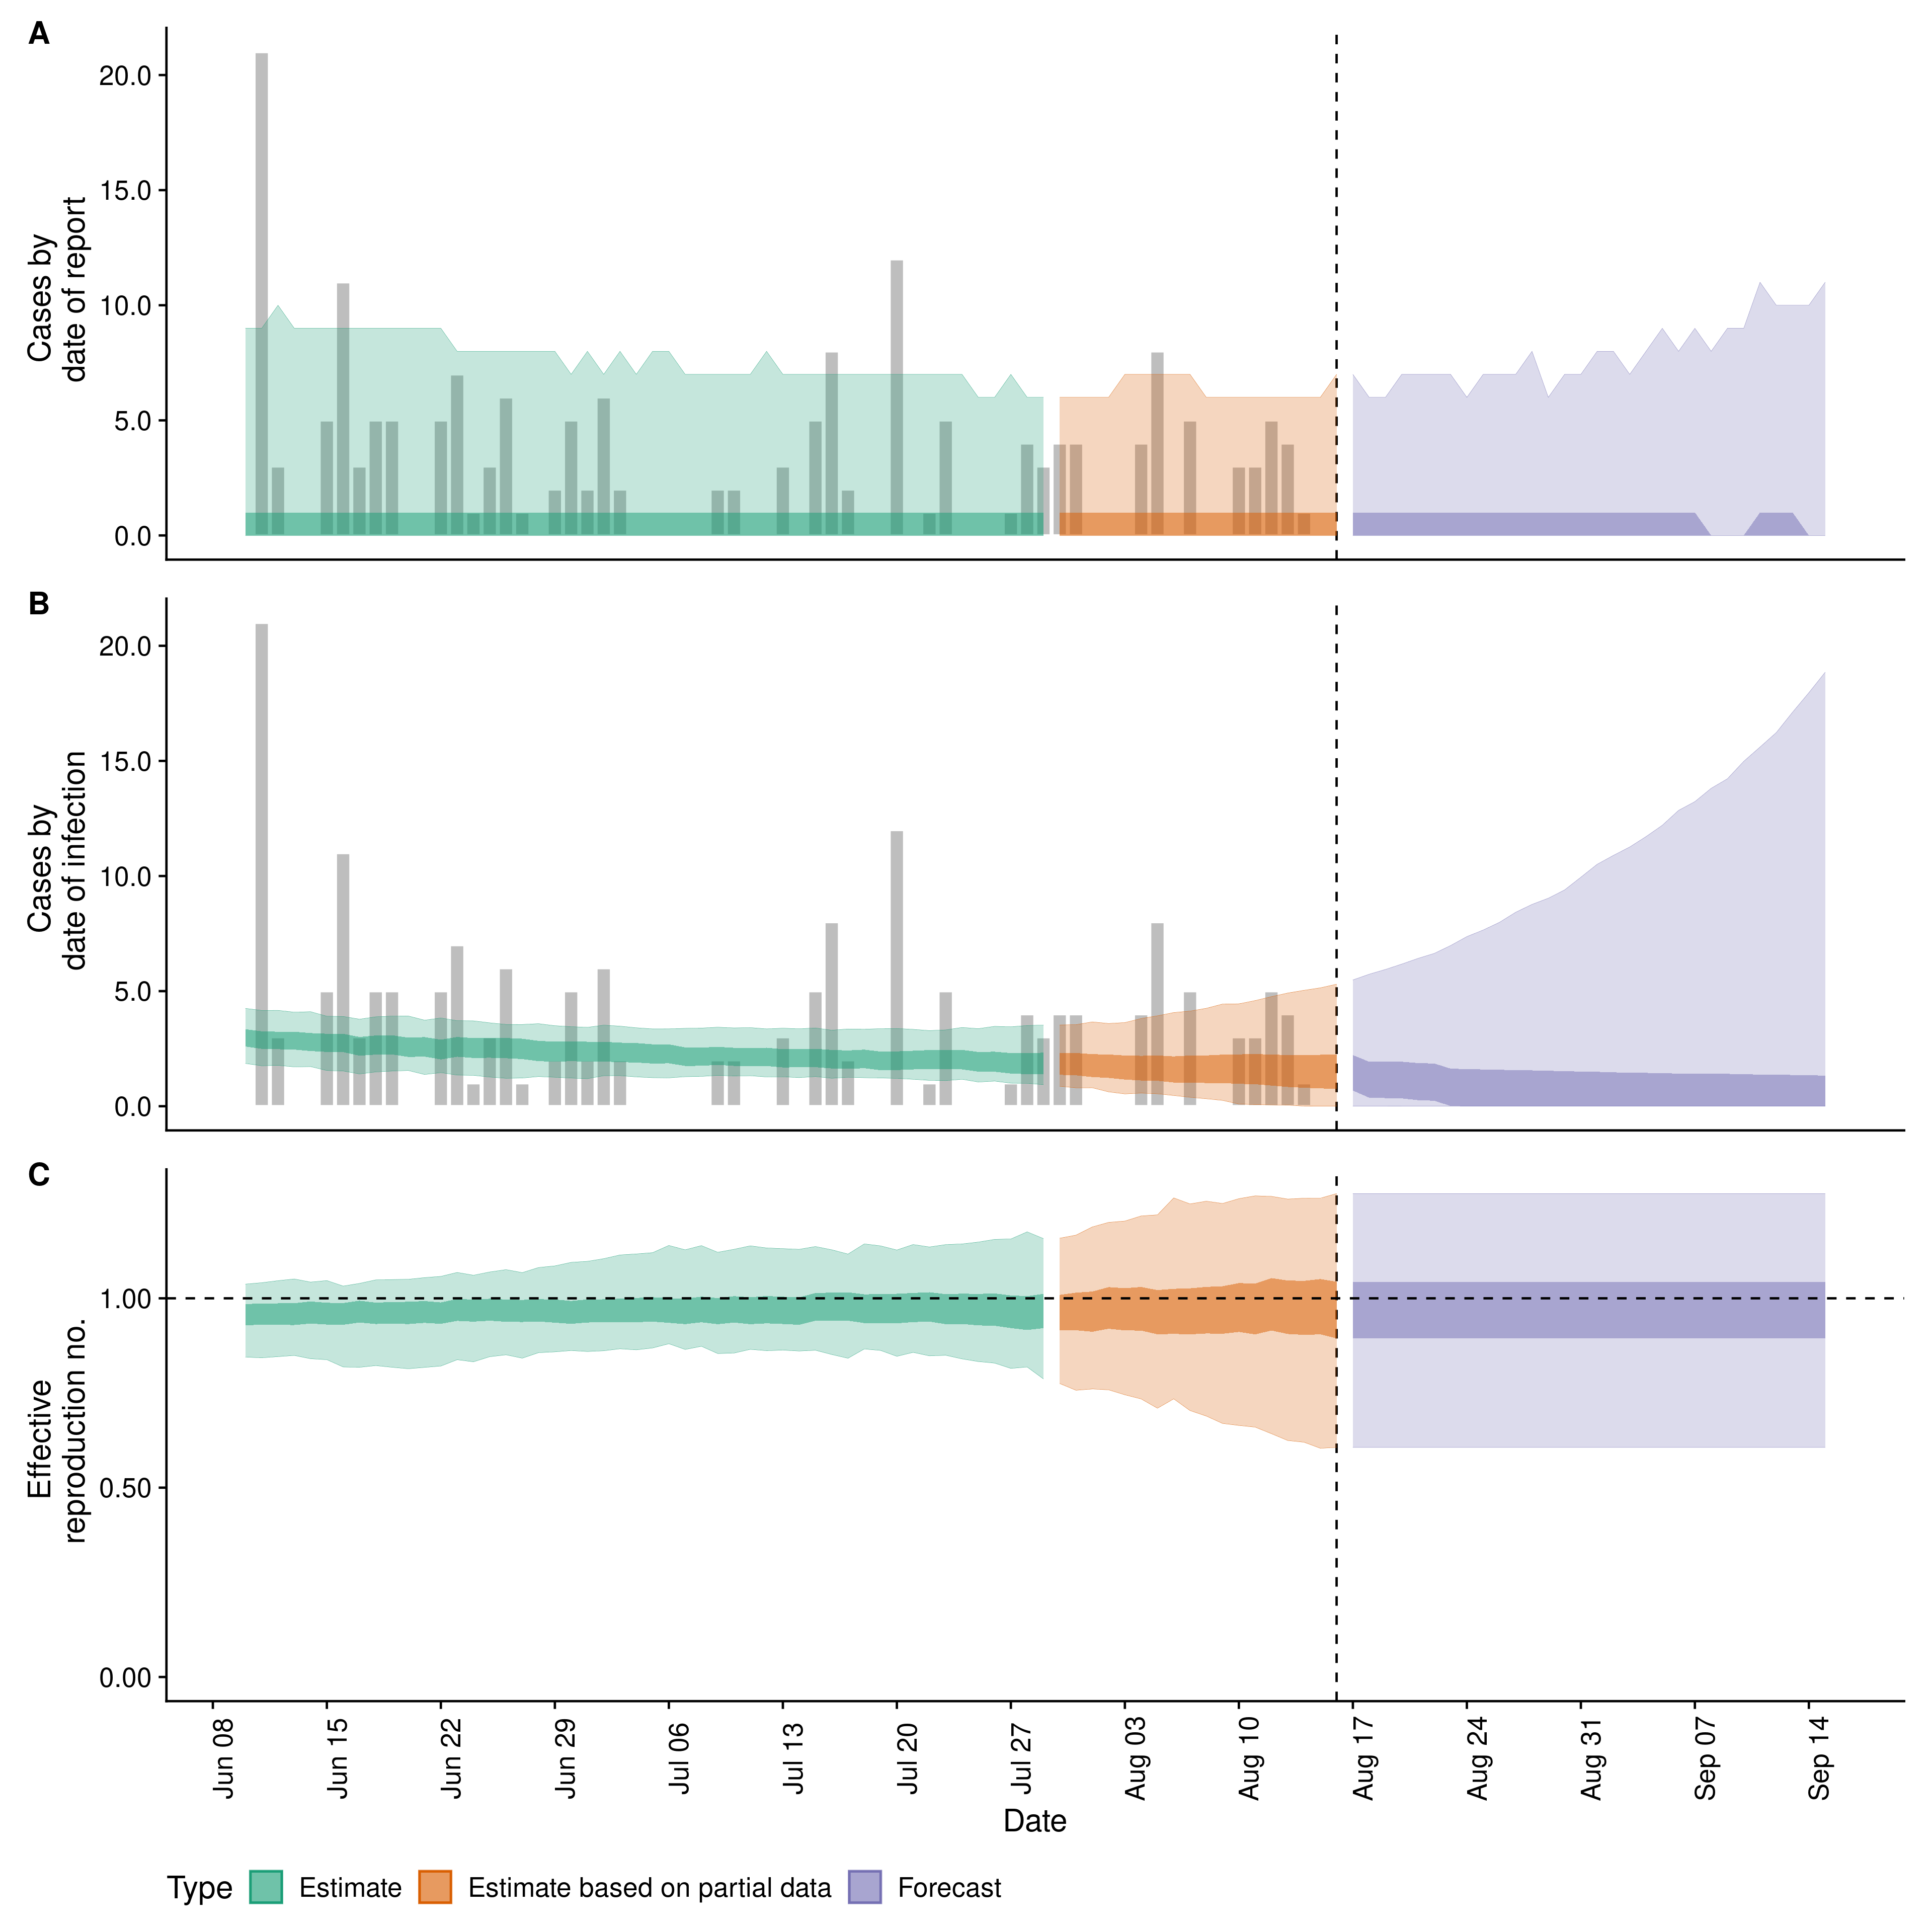 A
Cases by
date of report
20.0
15.0
10.0
5.0
0.0
B
Cases by
date of infection
20.0
15.0
10.0
5.0
0.0
C
Effective
reproduction no.
1.00
0.50
0.00
Jun 08
Jun 15
Jun 22
Jun 29
Jul 06
Jul 13
Jul 20
Jul 27
Aug 03
Aug 10
Aug 17
Aug 24
Aug 31
Sep 07
Sep 14
Date
Type Estimate Estimate based on partial data Forecast